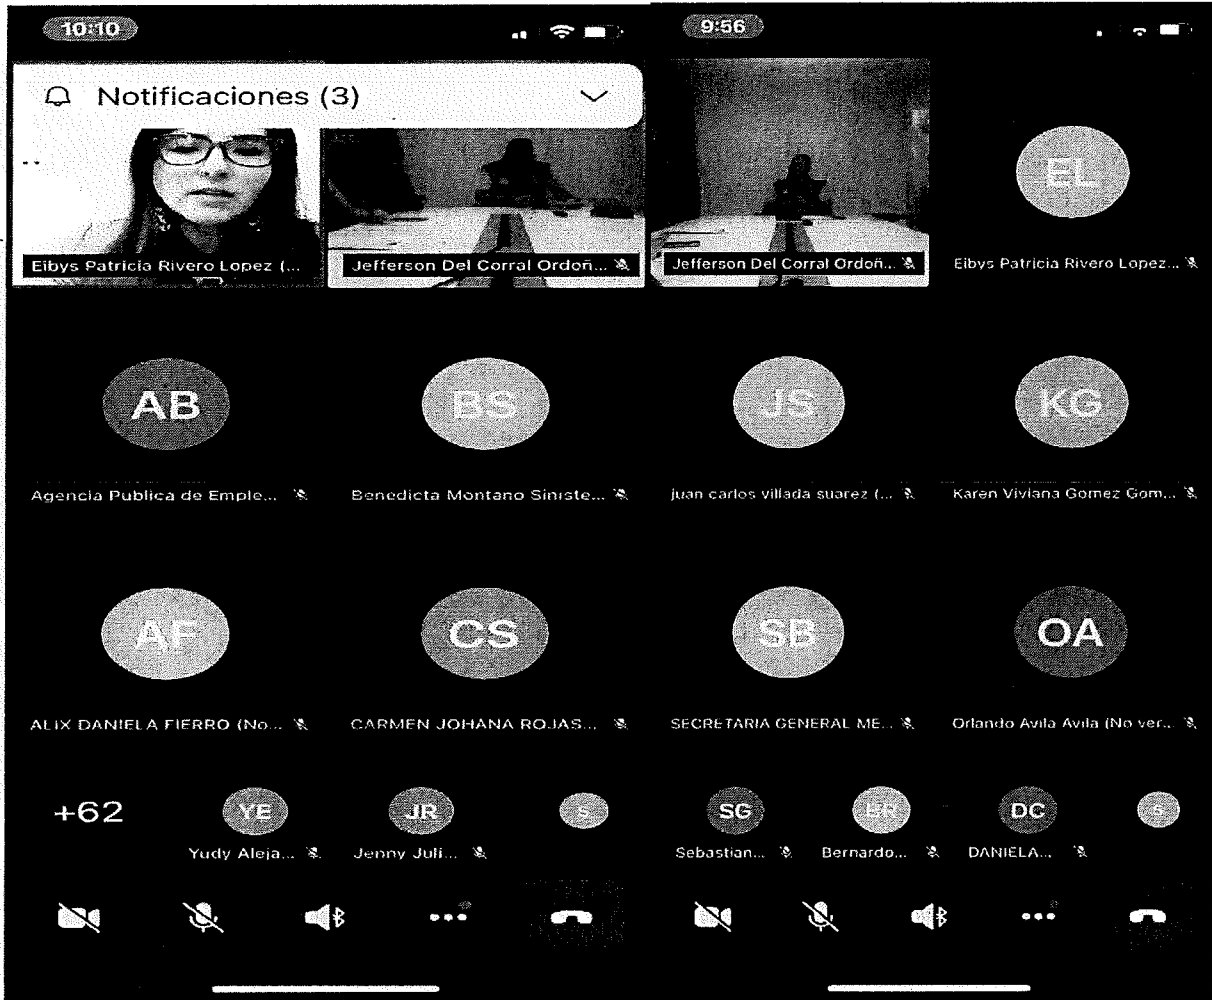 10:10
Notificaciones (3)
Eibys Patricia Rivero Lopez (...
Jefferson Del Corral Ordoñ...
AB
Agencia Publica de Emple...
BS
Benedicta Montano Siniste...
AF
ALIX DANIELA FIERRO (No...
CS
CARMEN JOHANA ROJAS...
+62
YE
Yudy Aleja...
JR
Jenny Juli...
S
9:56
Jefferson Del Corral Ordoñ...
EL
Eibys Patricia Rivero Lopez...
JS
juan carlos villada suarez (...
KG
Karen Viviana Gomez Gom...
SB
SECRETARIA GENERAL ME...
OA
Orlando Avila Avila (No ver...
SG
Sebastian...
BR
Bernardo...
DC
DANIELA...
S